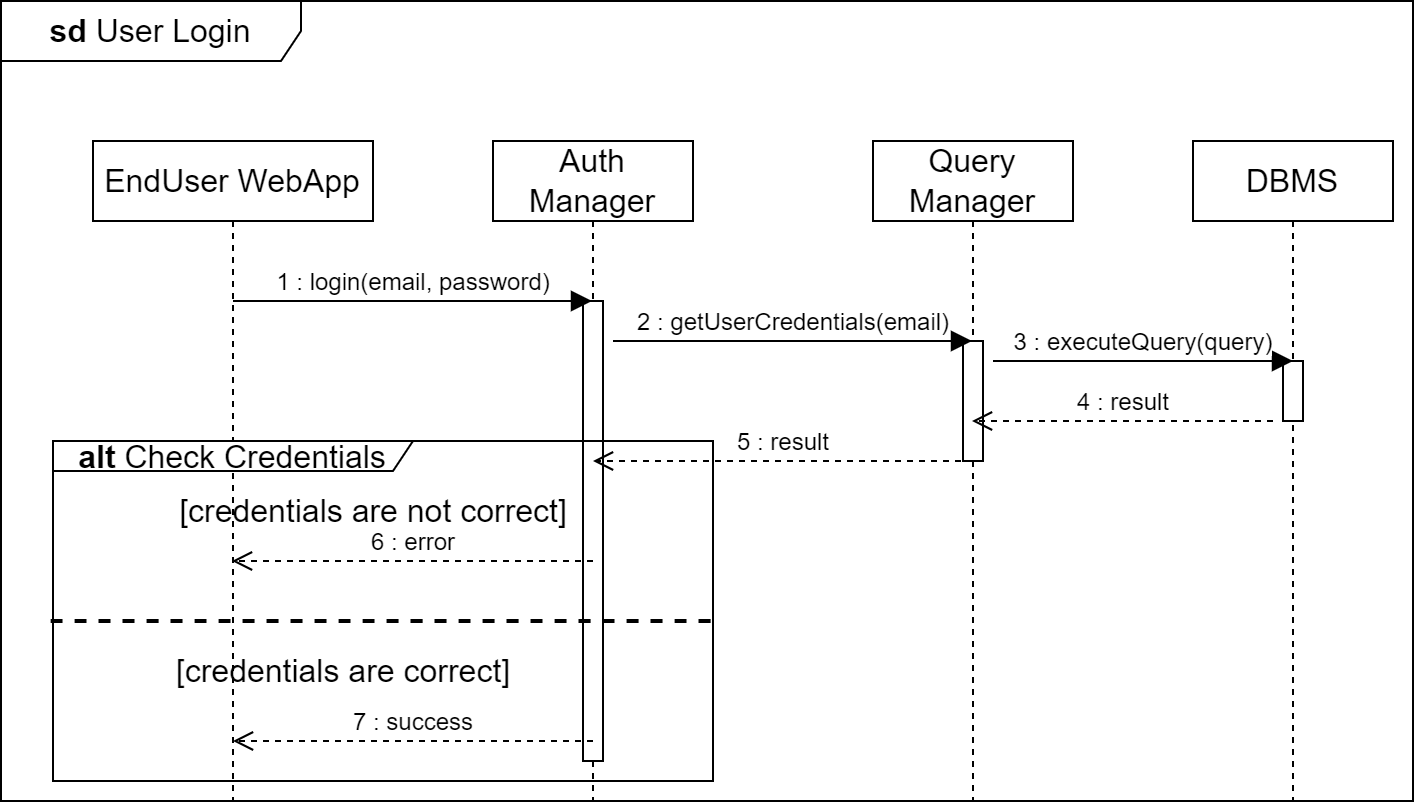 sd User Login
EndUser WebApp
Auth
Manager
Query
Manager
DBMS
1 : login(email, password)
2 : getUserCredentials(email)
3 : executeQuery(query)
4 : result
5 : result
alt Check Credentials
[credentials are not correct]
6 : error
[credentials are correct]
7 : success